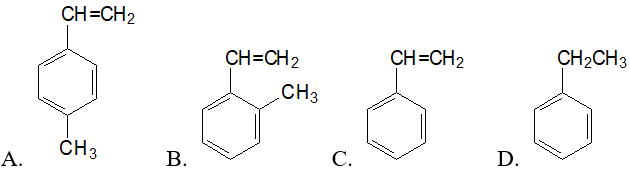 CH=CH₂
CH₃
A.
CH=CH₂
CH₃
B.
CH=CH₂
C.
CH₂CH₃
D.